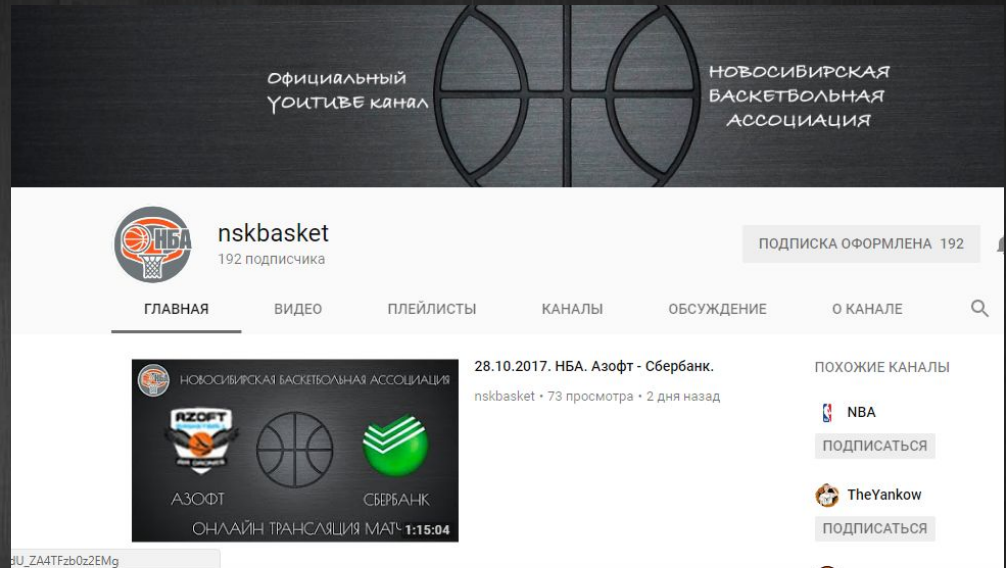 Официальный
YOUTUBE канал
НОВОСИБИРСКАЯ
БАСКЕТБОЛЬНАЯ
АССОЦИАЦИЯ
НБА
nskbasket
192 подписчика
ПОДПИСКА ОФОРМЛЕНА 192
ГЛАВНАЯ ВИДЕО ПЛЕЙЛИСТЫ КАНАЛЫ ОБСУЖДЕНИЕ О КАНАЛЕ
НБА
НОВОСИБИРСКАЯ БАСКЕТБОЛЬНАЯ АССОЦИАЦИЯ
AZOFT
BASKETBALL
АЗОФТ СБЕРБАНК
ОНЛАЙН ТРАНСЛЯЦИЯ 1:15:04
28.10.2017. НБА. Азофт - Сбербанк.
nskbasket • 73 просмотра • 2 дня назад
ПОХОЖИЕ КАНАЛЫ
NBA
ПОДПИСАТЬСЯ
TheYankow
ПОДПИСАТЬСЯ
dU_ZA4TFzb0z2EMg